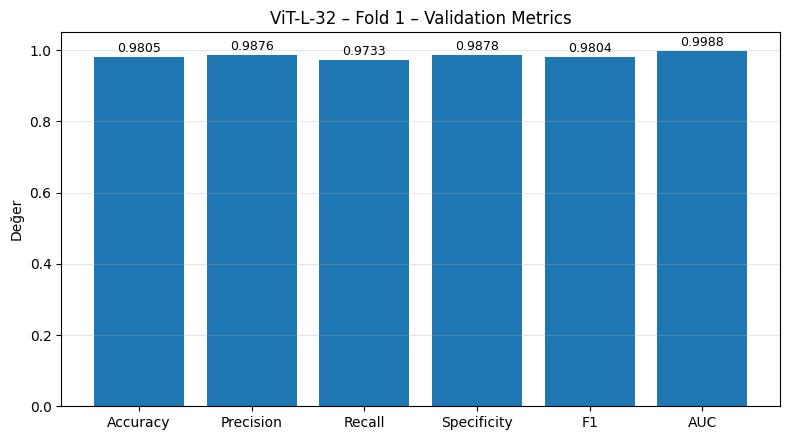 ViT-L-32 – Fold 1 – Validation Metrics
0.9805 0.9876 0.9733 0.9878 0.9804 0.9988
1.0
0.8
0.6
0.4
0.2
0.0
Değer
Accuracy Precision Recall Specificity F1 AUC